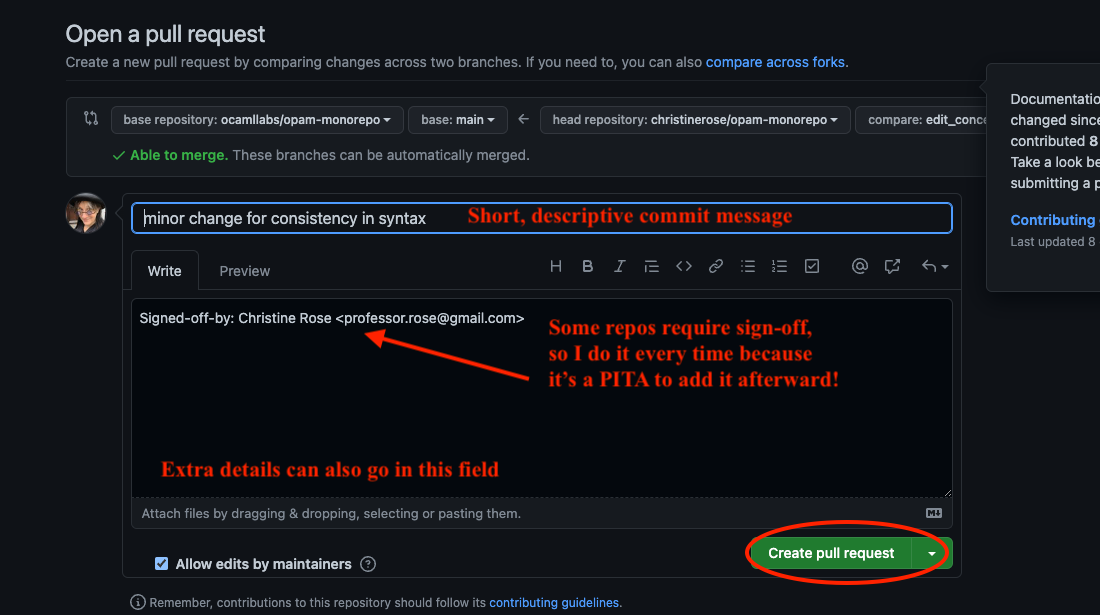 Open a pull request
Create a new pull request by comparing changes across two branches. If you need to, you can also compare across forks.
base repository: ocamllabs/opam-monorepo
base: main
head repository: christinerose/opam-monorepo
compare: edit_conce
Able to merge. These branches can be automatically merged.
Documentatio
changed since
contributed 8
Take a look be
submitting a p
Contributing
Last updated 8
minor change for consistency in syntax
Short, descriptive commit message
Write
Preview
Signed-off-by: Christine Rose <professor.rose@gmail.com>
Some repos require sign-off,
so I do it every time because
it's a PITA to add it afterward!
Extra details can also go in this field
Attach files by dragging & dropping, selecting or pasting them.
Allow edits by maintainers
Create pull request
Remember, contributions to this repository should follow its contributing guidelines.